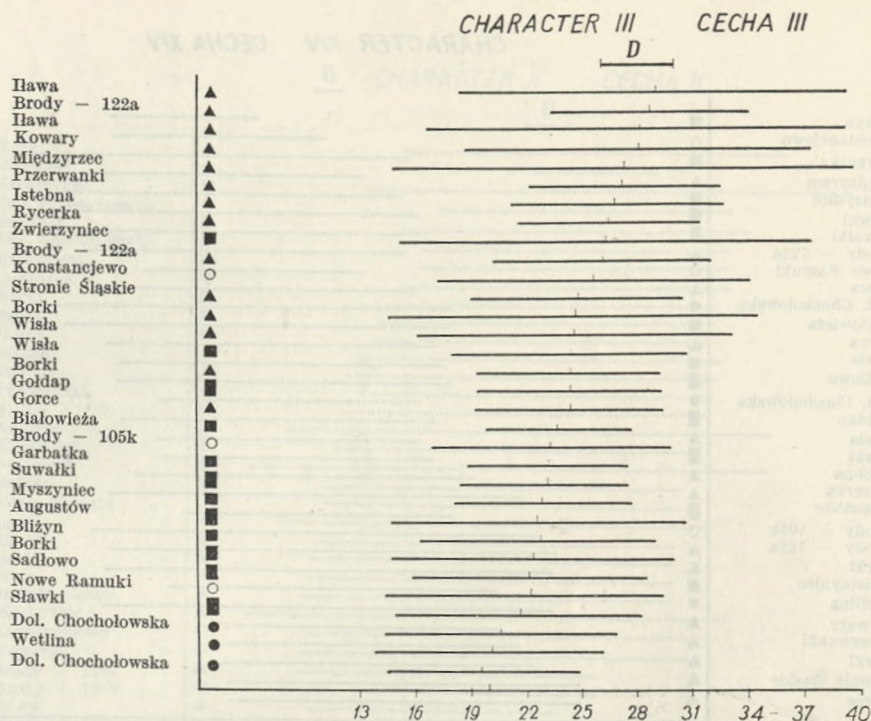 CHARACTER III CECHA III
D
Iława
Brody — 122a
Iława
Kowary
Międzyrzec
Przerwanki
Istebna
Rycerka
Zwierzyniec
Brody — 122a
Konstancjewo
Stronie Śląskie
Borki
Wisła
Wisła
Borki
Gołdap
Gorce
Białowieża
Brody — 105k
Garbatka
Suwałki
Myszyniec
Augustów
Bliżyn
Borki
Sadłowo
Nowe Ramuki
Sławki
Dol. Chochołowska
Wetlina
Dol. Chochołowska
13 16 19 22 25 28 31 34 37 40